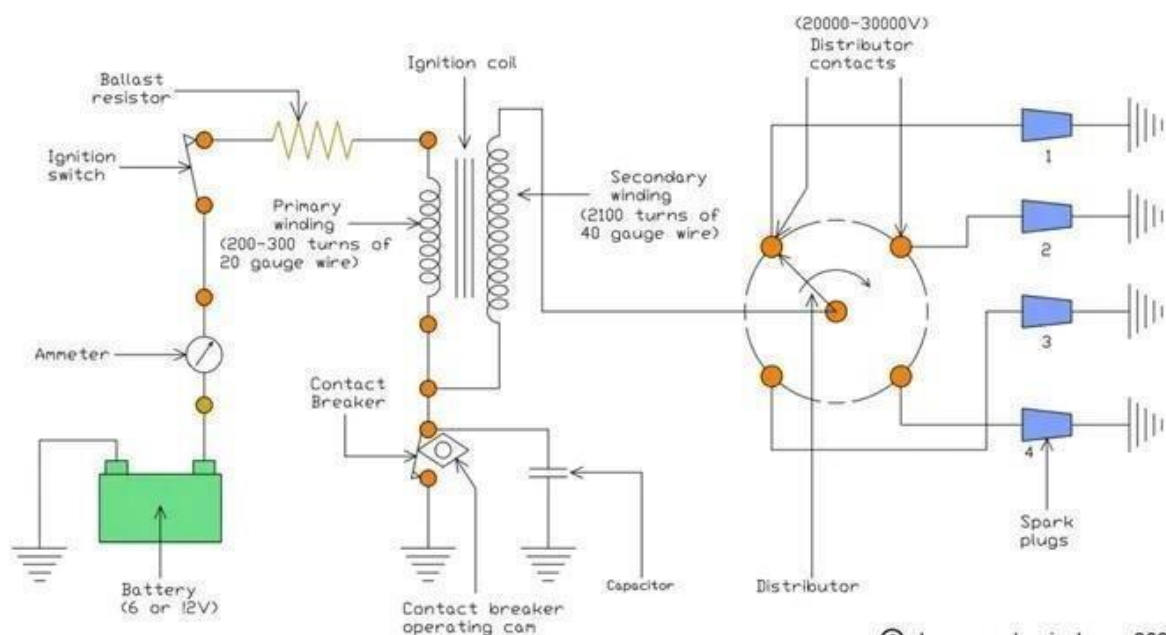 (20000-30000V)
Distributor
contacts
Ignition coil
Ballast
resistor
Ignition
switch
Secondary
winding
(2100 turns of
40 gauge wire)
Primary
winding
(200-300 turns of
20 gauge wire)
1
2
3
4
Ammeter
Contact
Breaker
Spark
plugs
Battery
(6 or 12V)
Contact breaker
operating cam
Capacitor
Distributor